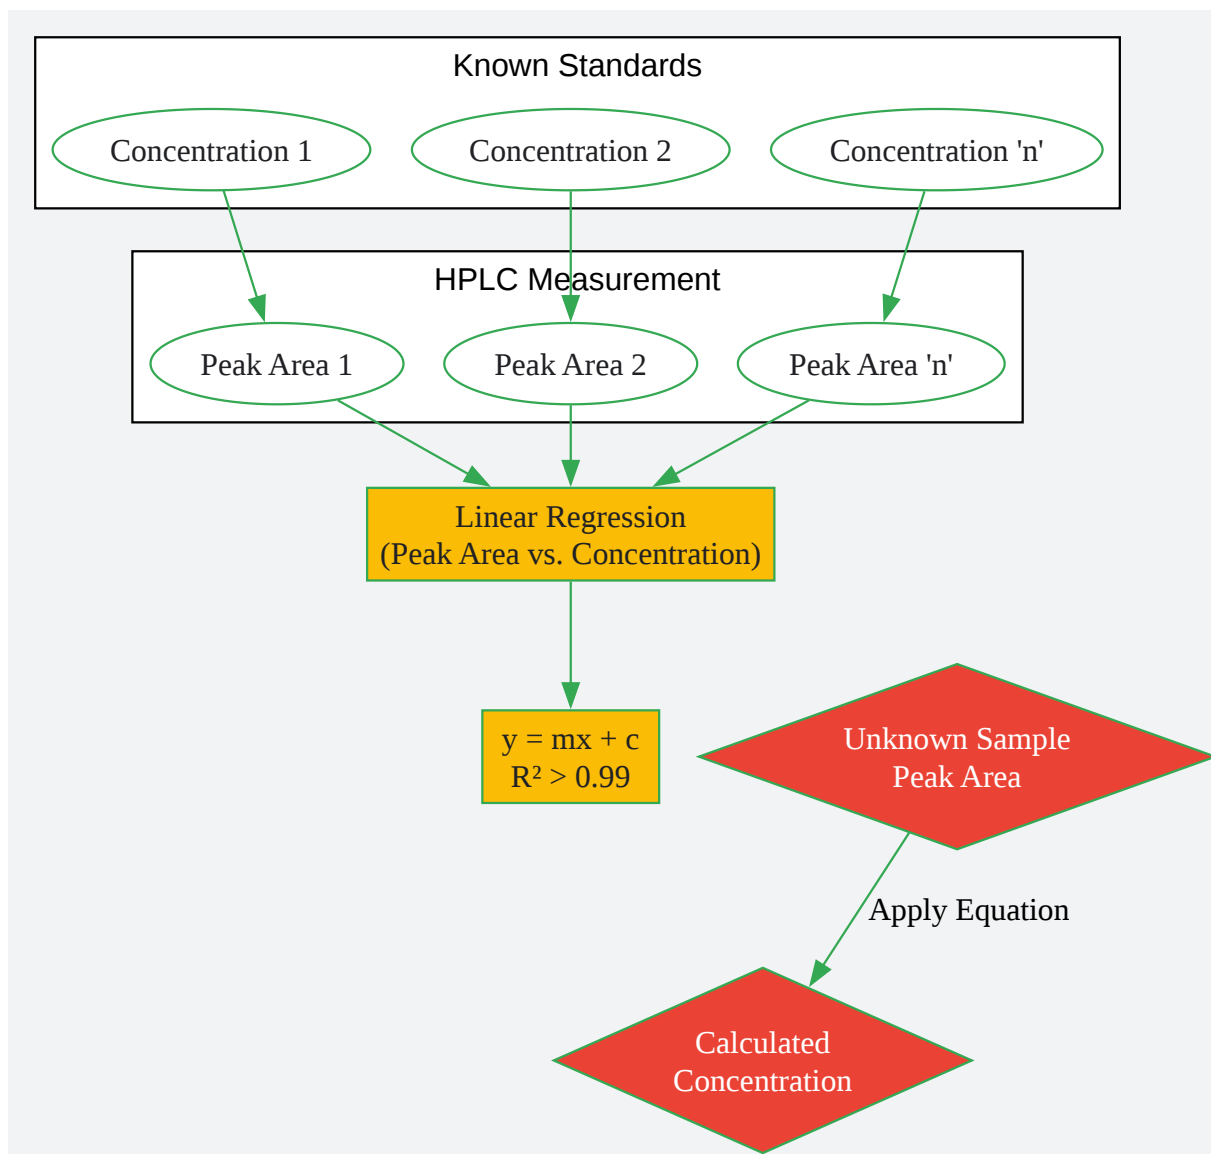 Known Standards
Concentration 1
Concentration 2
Concentration 'n'
HPLC Measurement
Peak Area 1
Peak Area 2
Peak Area 'n'
Linear Regression
(Peak Area vs. Concentration)
y = mx + c
R² > 0.99
Unknown Sample
Peak Area
Apply Equation
Calculated
Concentration